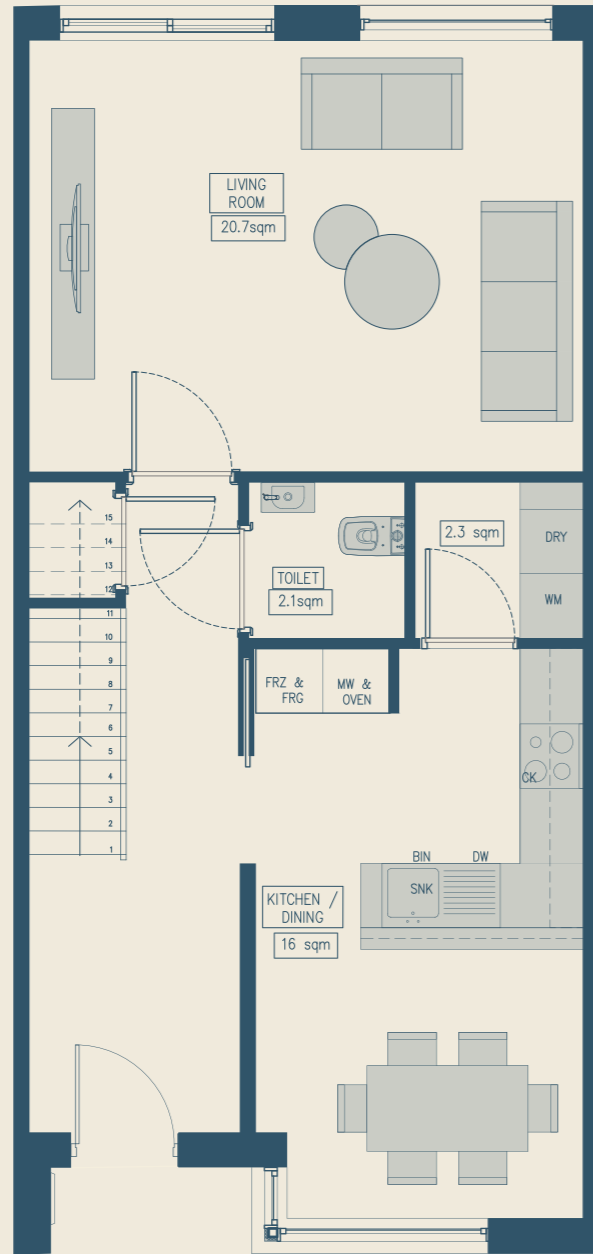 LIVING
ROOM
20.7sqm
15
14
13
12
11
10
9
8
7
6
5
4
3
2
1
TOILET
2.1sqm
2.3 sqm
DRY
WM
FRZ &
FRG
MW &
OVEN
CK
BIN
DW
SNK
KITCHEN /
DINING
16 sqm